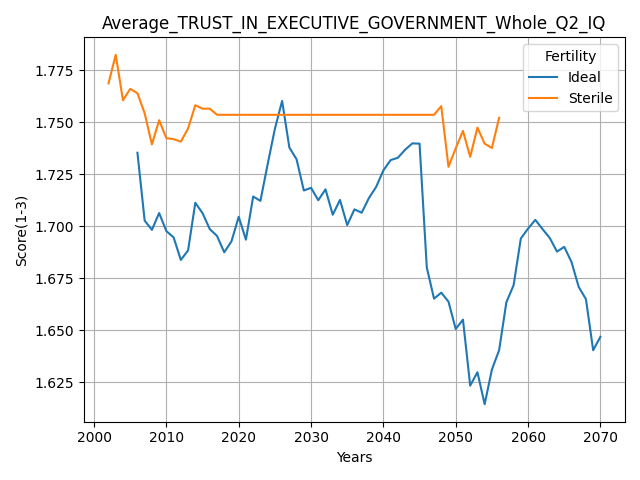 Average_TRUST_IN_EXECUTIVE_GOVERNMENT_Whole_Q2_IQ
Fertility
Ideal
Sterile
Score(1-3)
1.775
1.750
1.725
1.700
1.675
1.650
1.625
2000 2010 2020 2030 2040 2050 2060 2070
Years